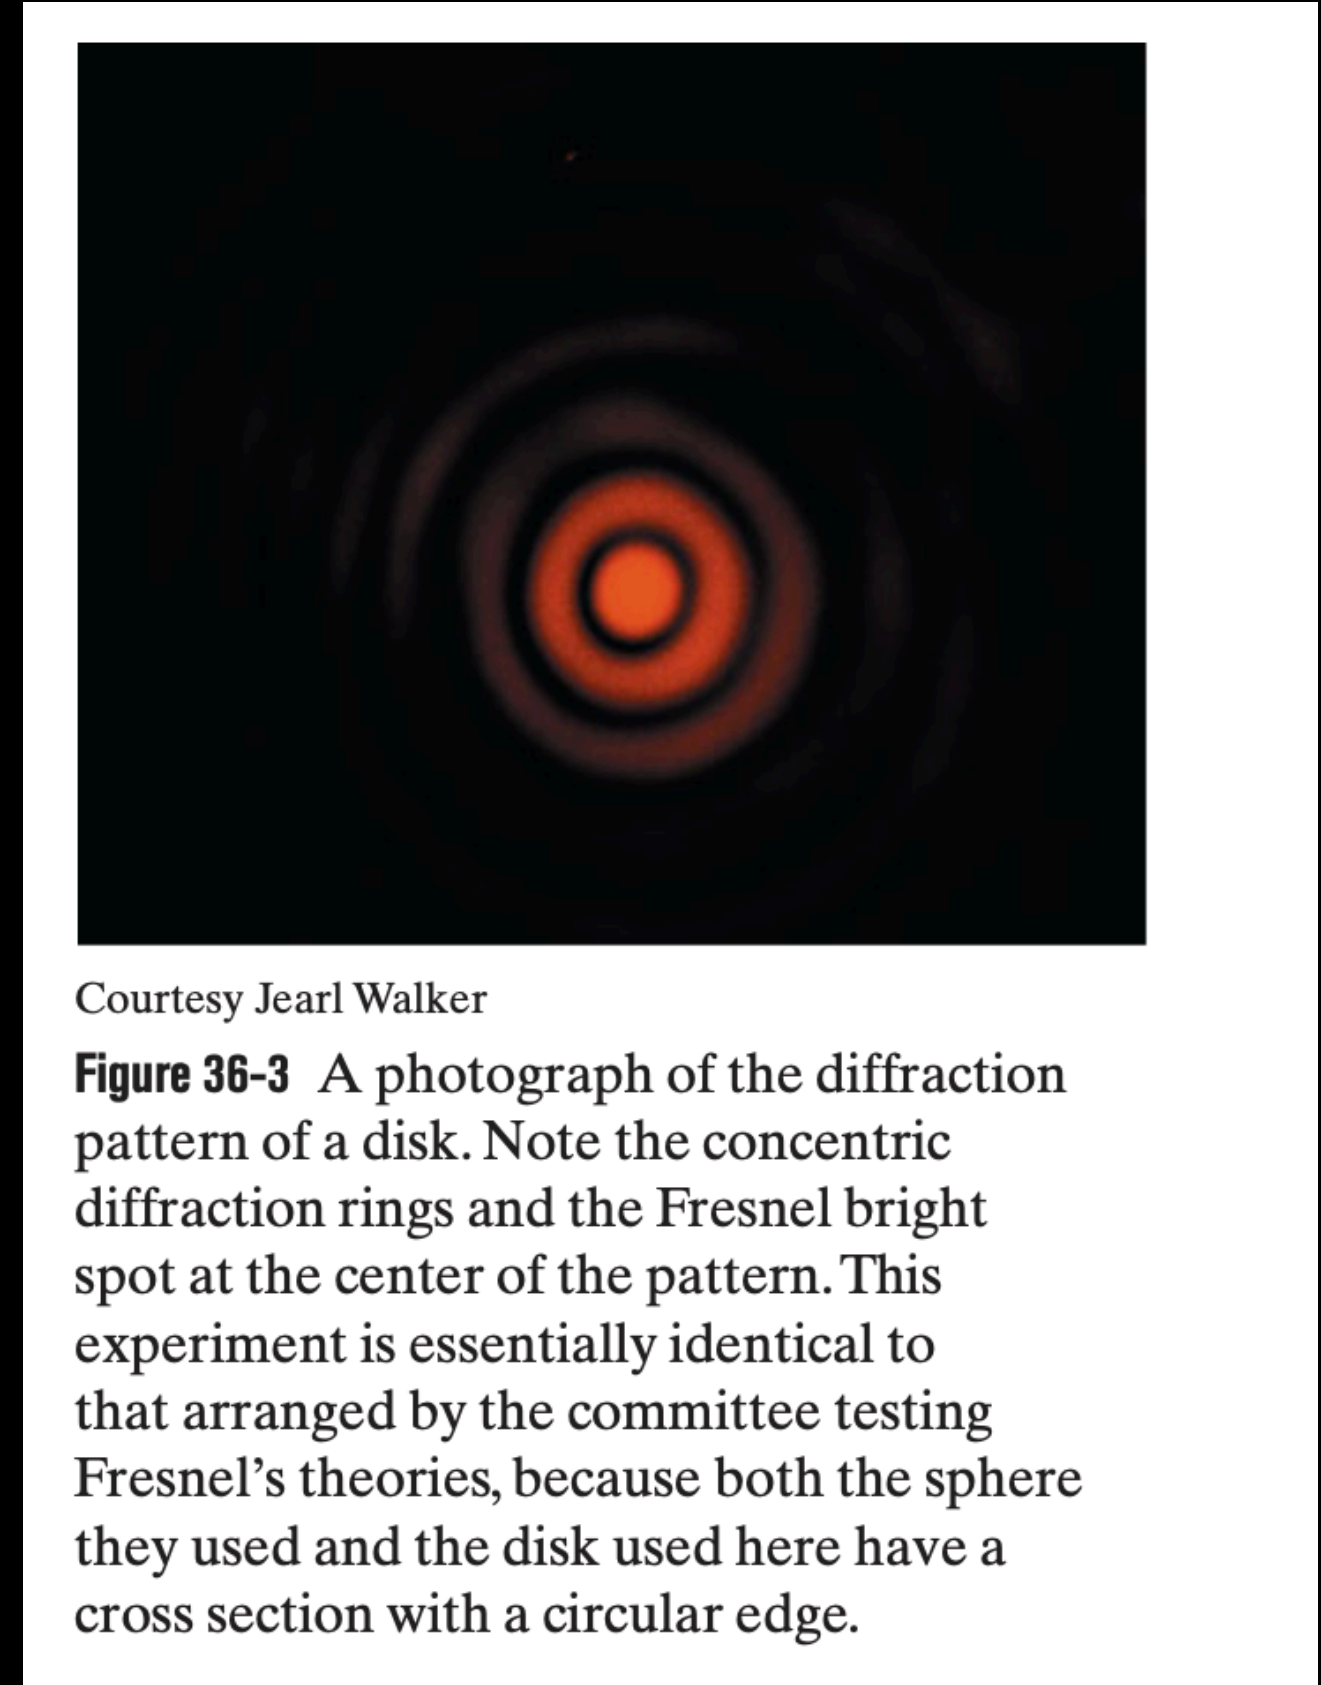 Courtesy Jearl Walker
Figure 36-3 A photograph of the diffraction
pattern of a disk. Note the concentric
diffraction rings and the Fresnel bright
spot at the center of the pattern. This
experiment is essentially identical to
that arranged by the committee testing
Fresnel’s theories, because both the sphere
they used and the disk used here have a
cross section with a circular edge.